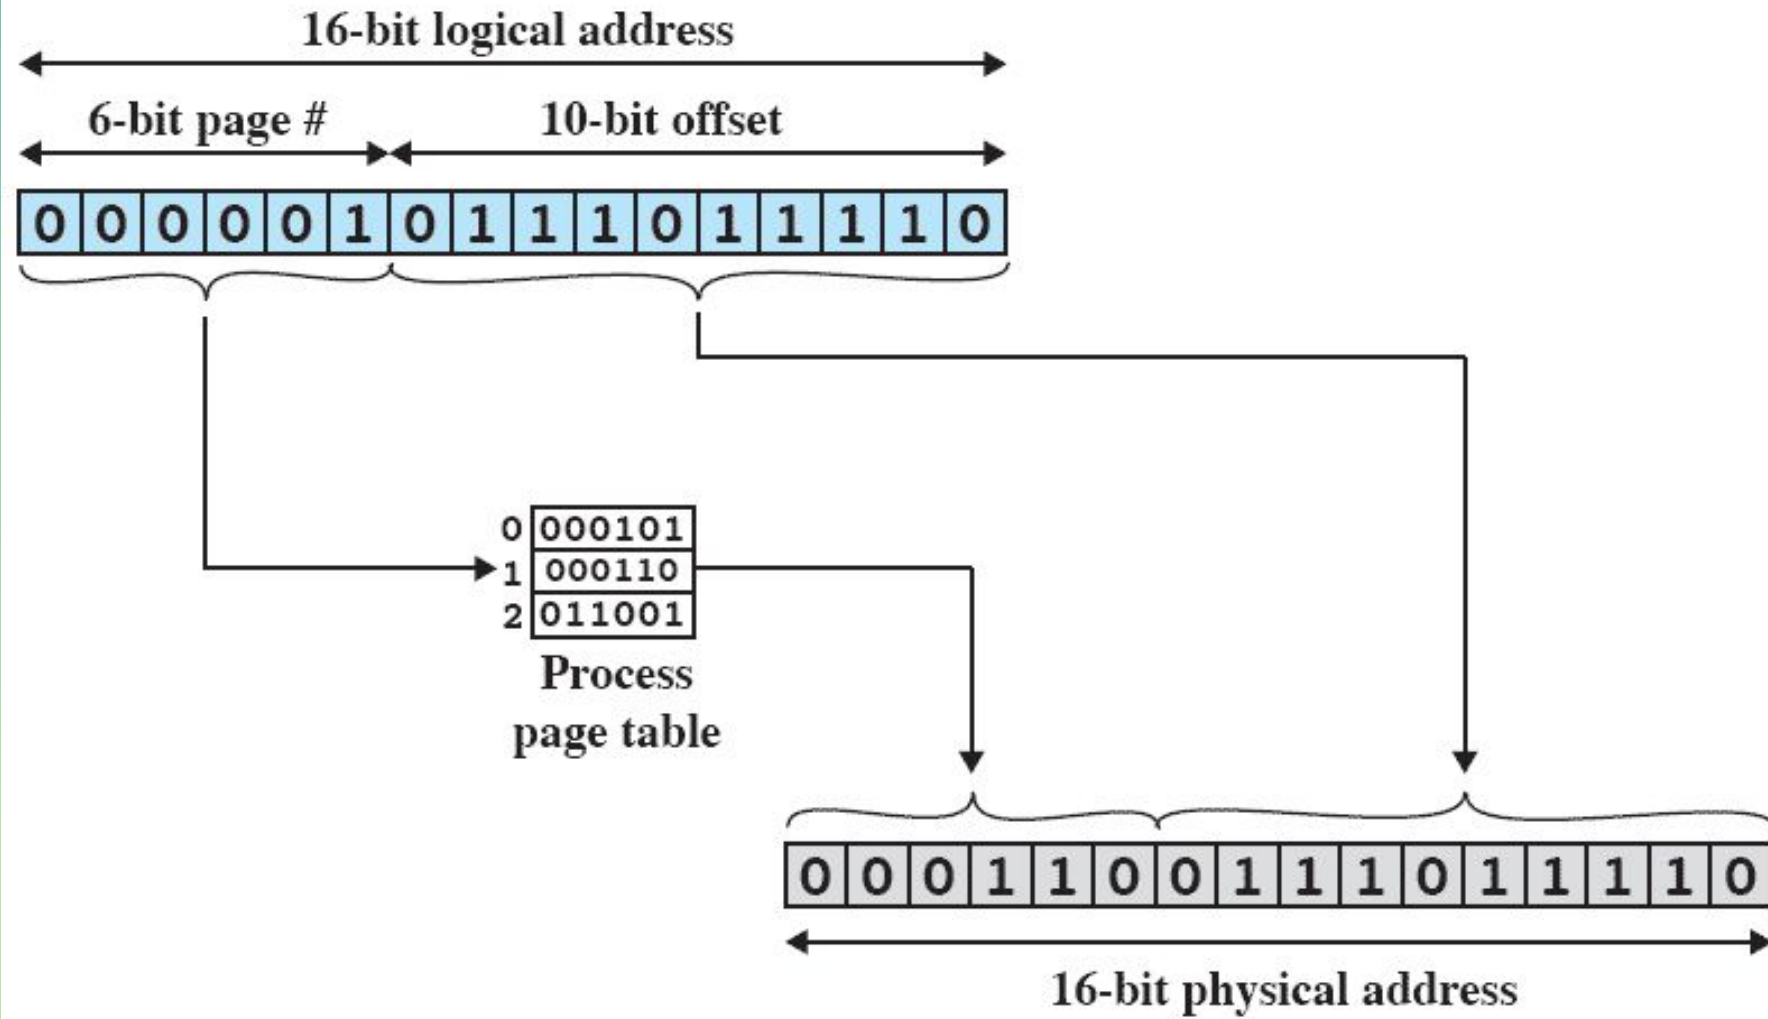 16-bit logical address
6-bit page # 10-bit offset
0 0 0 0 0 1 0 1 1 1 0 1 1 1 1 0
0 000101
1 000110
2 011001
Process
page table
0 0 0 1 1 0 0 1 1 1 0 1 1 1 1 0
16-bit physical address